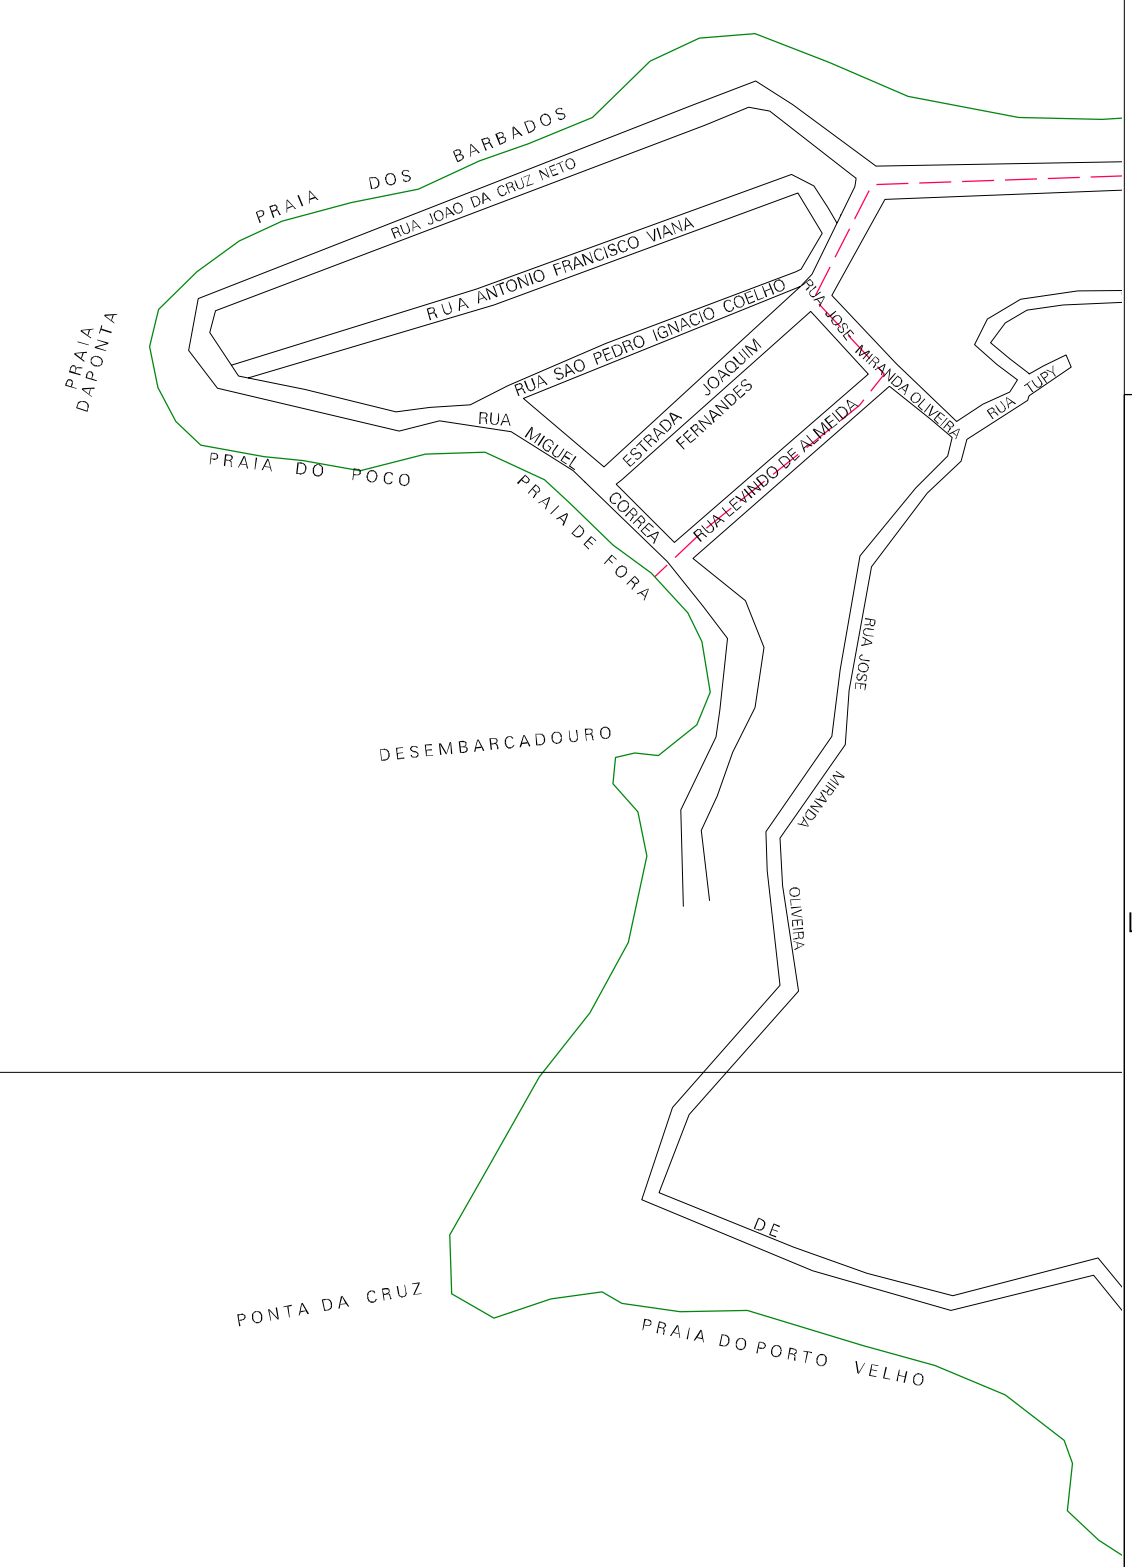 PRAIA DOS BARBADOS
RUA JOAO DA CRUZ NETO
RUA ANTONIO FRANCISCO VIANA
RUA SAO PEDRO IGNACIO COELHO
PRAIA
DAPONTA
RUA JOSE MIRANDA OLIVEIRA
RUA TUPY
ESTRADA JOAQUIM
FERNANDES
RUA LEVINDO DE ALMEIDA
RUA MIGUEL CORREA
PRAIA DO POCO
PRAIA DE FORA
RUA JOSE MIRANDA OLIVEIRA
DESEMBARCADOURO
DE
PONTA DA CRUZ
PRAIA DO PORTO VELHO